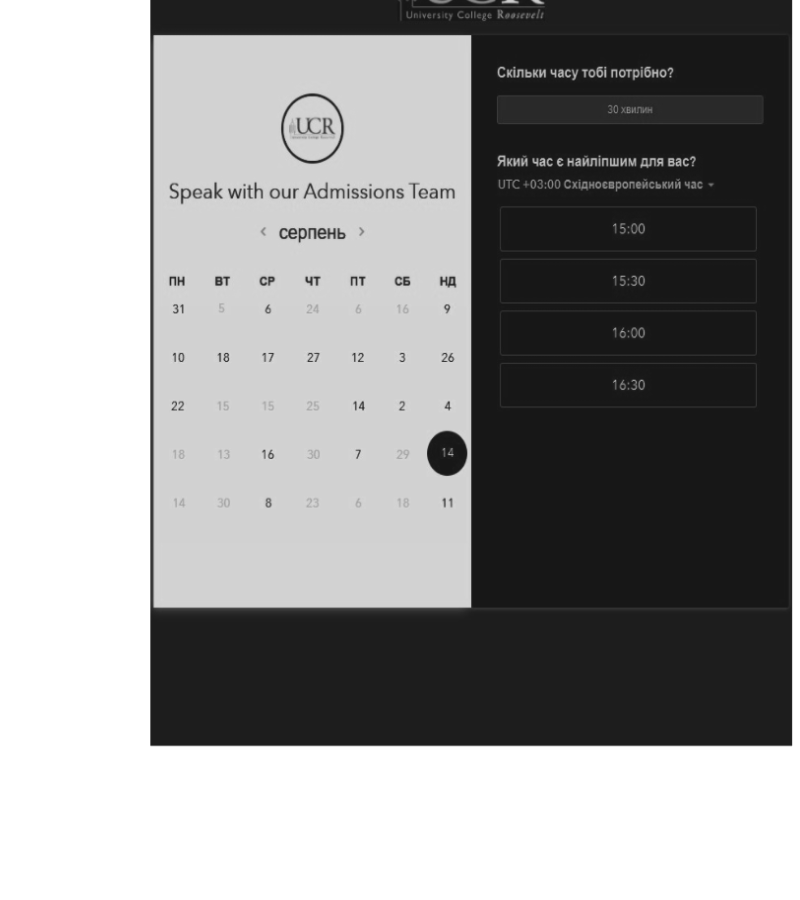 University College Roosevelt
UCR
Speak with our Admissions Team
серпень
ПН ВТ СР ЧТ ПТ СБ НД
31 5 6 24 6 16 9
10 18 17 27 12 3 26
22 15 15 25 14 2 4
18 13 16 30 7 29 14
14 30 8 23 6 18 11
Скільки часу тобі потрібно?
30 хвилин
Який час є найліпшим для вас?
UTC +03:00 Східноєвропейський час
15:00
15:30
16:00
16:30